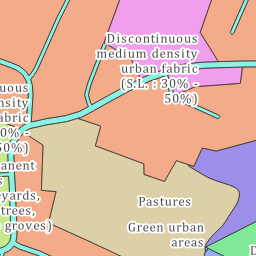 Discontinuous
medium density
urban fabric
(S.L. : 30% -
50%)
uous
nsity
abric
0% -
50%)
anent
s
eyards,
trees,
groves)
Pastures
Green urban
areas
D